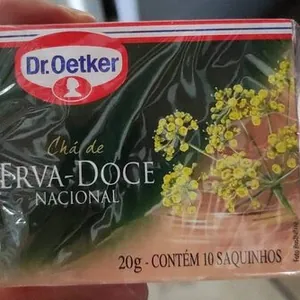 Dr.Oetker
Chá de
ERVA-DOCE
NACIONAL
20g - CONTÉM 10 SAQUINHOS